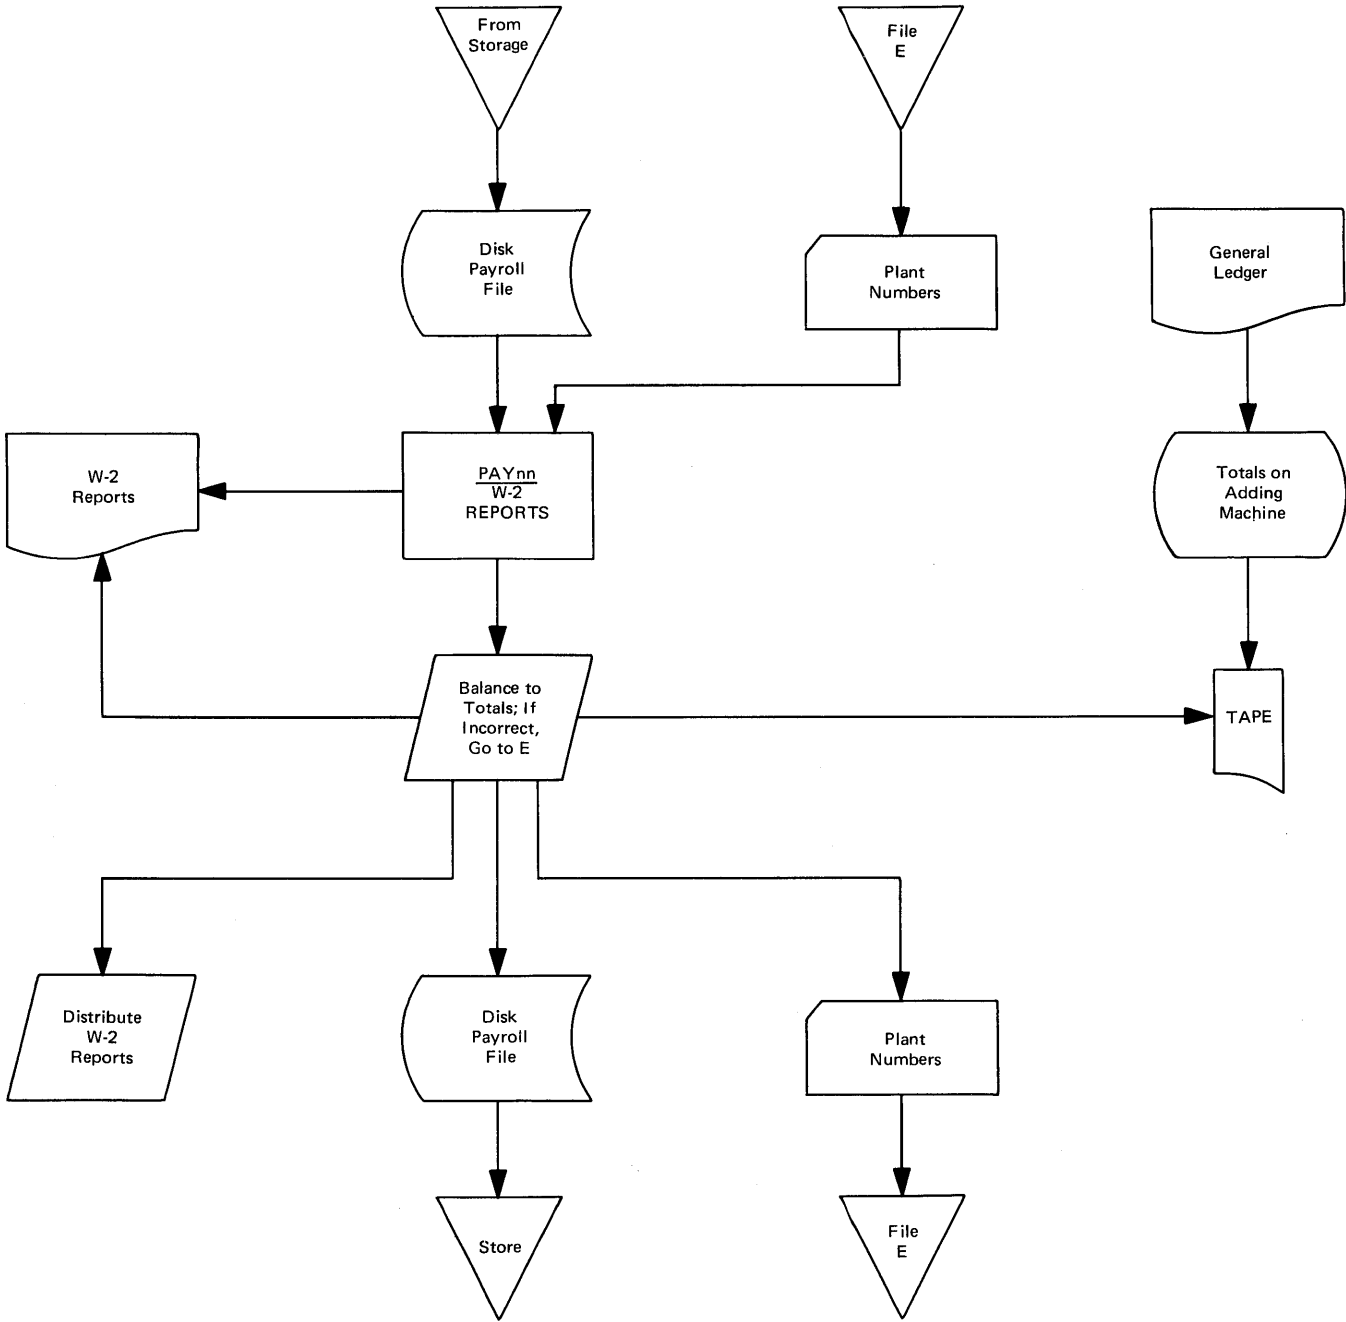 From
Storage
File
E
Disk
Payroll
File
Plant
Numbers
General
Ledger
W-2
Reports
PAYnn
W-2
REPORTS
Totals on
Adding
Machine
Balance to
Totals; If
Incorrect,
Go to E
TAPE
Distribute
W-2
Reports
Disk
Payroll
File
Plant
Numbers
Store
File
E